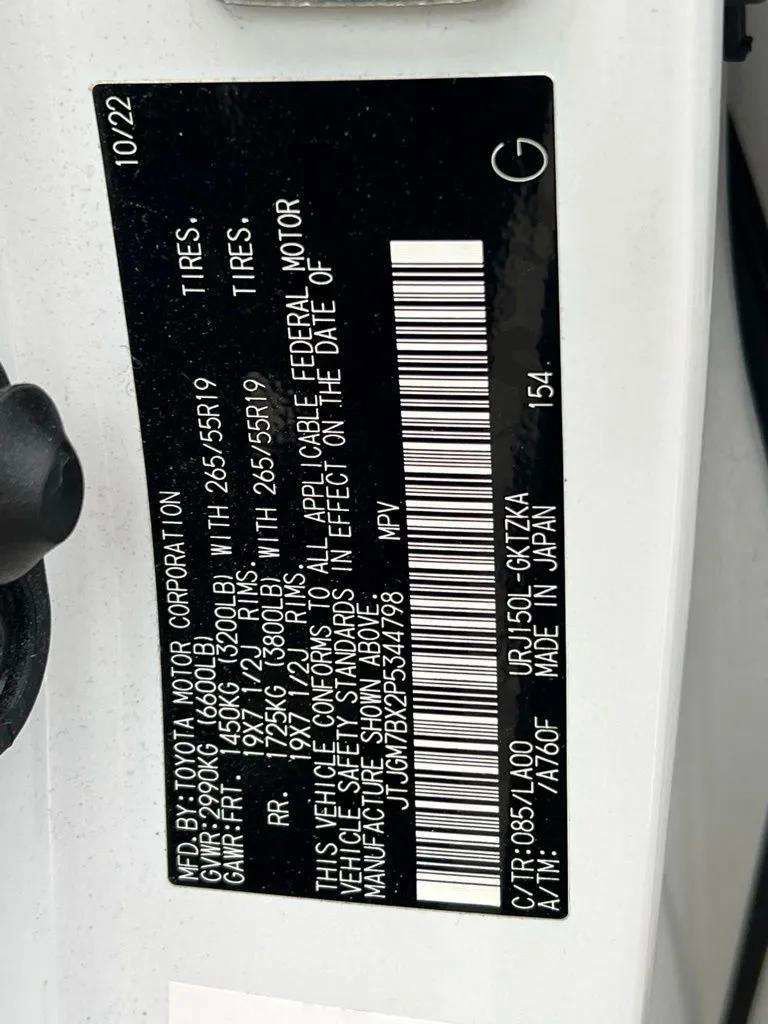 MFD.BY:TOYOTA MOTOR CORPORATION 10/22
GVWR:2990KG (6600LB)
GAWR:FRT. 1450KG (3200LB) WITH 265/55R19 TIRES.
19X7 1/2J RIMS.
RR. 1725KG (3800LB) WITH 265/55R19 TIRES.
19X7 1/2J RIMS.
THIS VEHICLE CONFORMS TO ALL APPLICABLE FEDERAL MOTOR
VEHICLE SAFETY STANDARDS IN EFFECT ON THE DATE OF
MANUFACTURE SHOWN ABOVE.
JTJGM7BX2P5344798 MPV
C/TR:085/LA00 URJ150L-GKTZKA
A/TM: /A760F MADE IN JAPAN 154 G